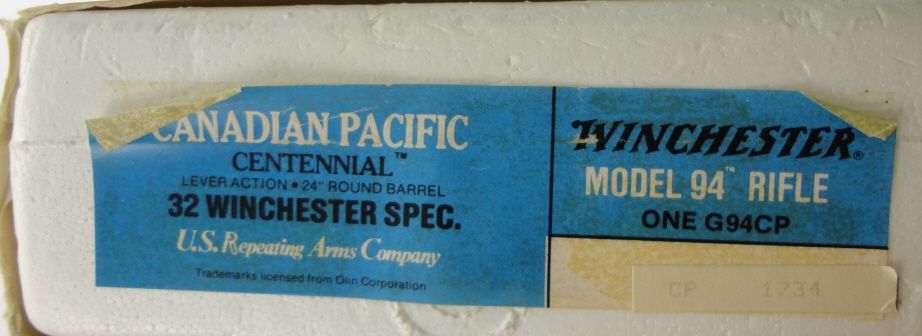 CANADIAN PACIFIC
CENTENNIAL™
LEVER ACTION • 24" ROUND BARREL
32 WINCHESTER SPEC.
U.S. Repeating Arms Company
Trademarks licensed from Olin Corporation
WINCHESTER®
MODEL 94™ RIFLE
ONE G94CP
CP 1734